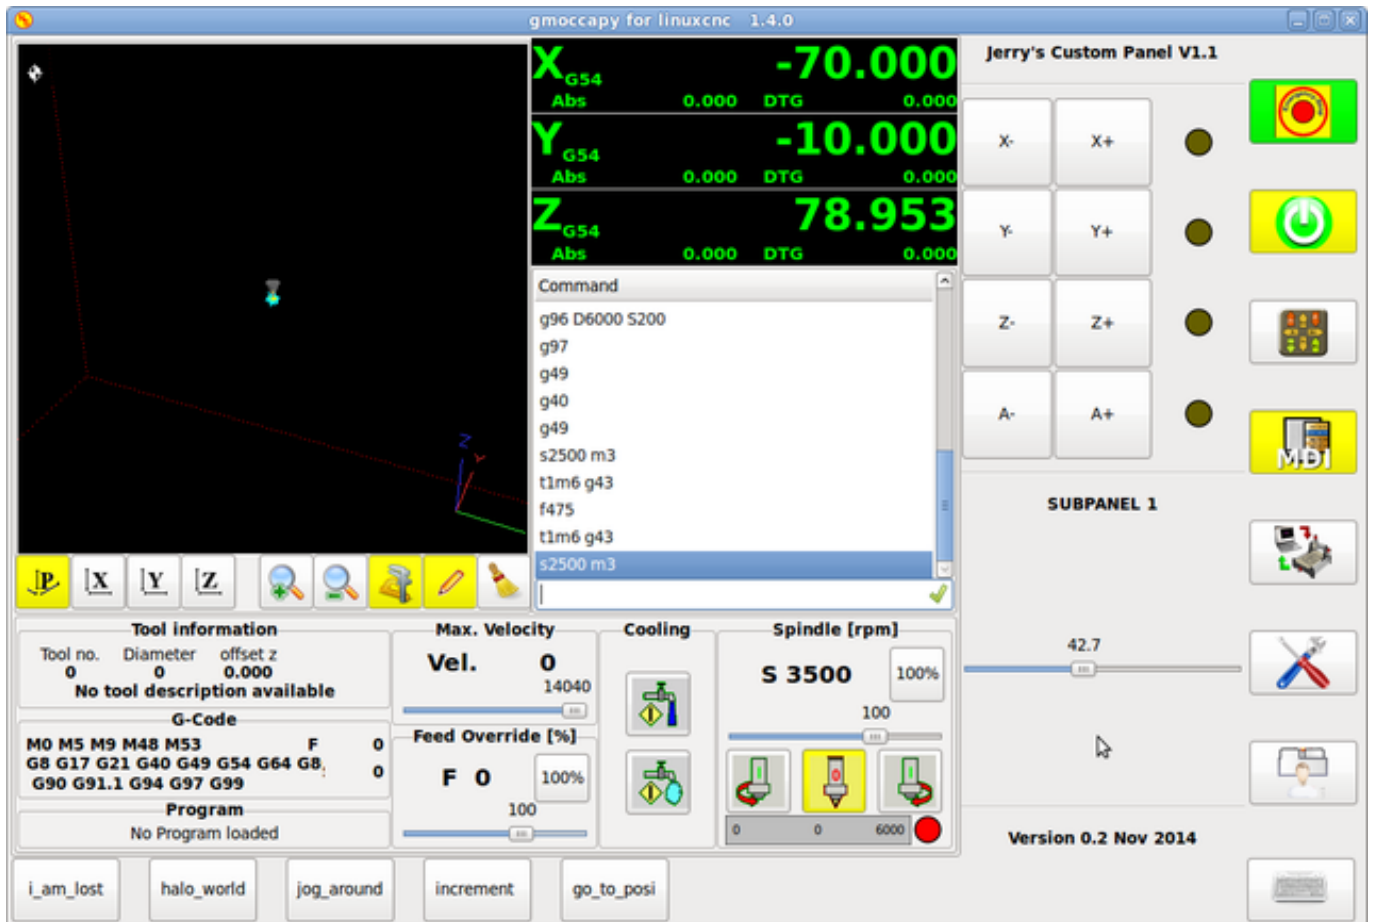 gmoccapy for linuxcnc 1.4.0
X G54 -70.000
Abs 0.000 DTG 0.000
Y G54 -10.000
Abs 0.000 DTG 0.000
Z G54 78.953
Abs 0.000 DTG 0.000
Command
g96 D6000 S200
g97
g49
g40
g49
s2500 m3
t1m6 g43
f475
t1m6 g43
s2500 m3
Z
Y
P X Y Z
Tool information
Tool no. Diameter offset z
0 0 0.000
No tool description available
G-Code
M0 M5 M9 M48 M53 F 0
G8 G17 G21 G40 G49 G54 G64 G8 0
G90 G91.1 G94 G97 G99
Program
No Program loaded
Max. Velocity
Vel. 0
14040
Feed Override [%]
F 0 100%
100
Cooling
Spindle [rpm]
S 3500 100%
100
0 0 6000
Jerry's Custom Panel V1.1
X- X+
Y- Y+
Z- Z+
A- A+
SUBPANEL 1
42.7
Version 0.2 Nov 2014
MDI
i_am_lost halo_world jog_around increment go_to_posi